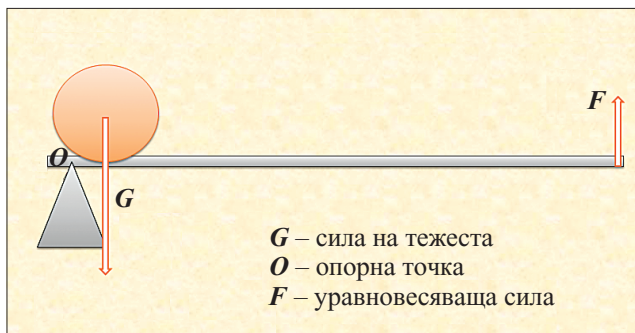 F
O
G
G – сила на тежеста
O – опорна точка
F – уравновесяваща сила